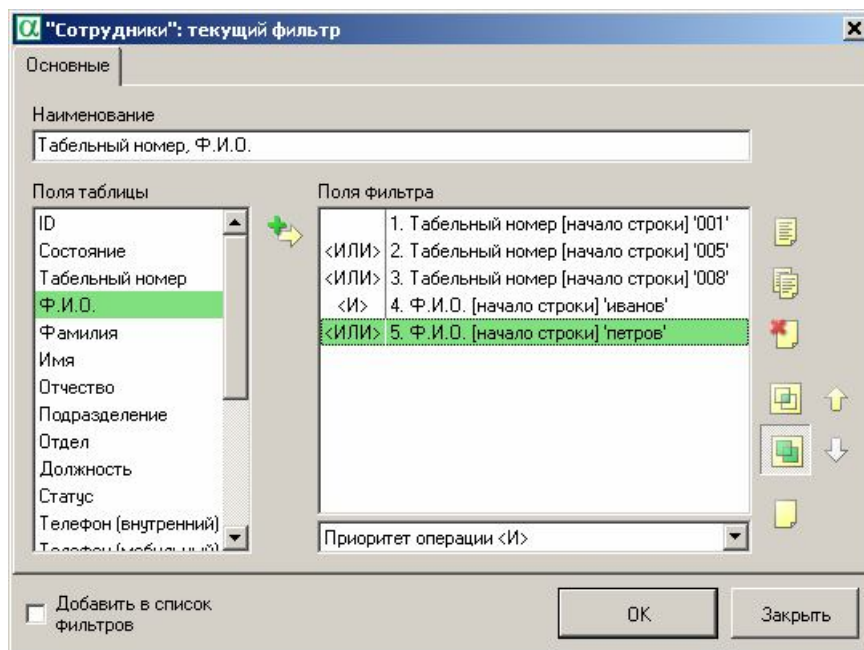 "Сотрудники": текущий фильтр
Основные
Наименование
Табельный номер, Ф.И.О.
Поля таблицы
ID
Состояние
Табельный номер
Ф.И.О.
Фамилия
Имя
Отчество
Подразделение
Отдел
Должность
Статус
Телефон (внутренний)
Телефон (мобильный)
Поля фильтра
1. Табельный номер [начало строки] '001'
<ИЛИ> 2. Табельный номер [начало строки] '005'
<ИЛИ> 3. Табельный номер [начало строки] '008'
<И> 4. Ф.И.О. [начало строки] 'иванов'
<ИЛИ> 5. Ф.И.О. [начало строки] 'петров'
Приоритет операции <И>
Добавить в список
фильтров
OK
Закрыть